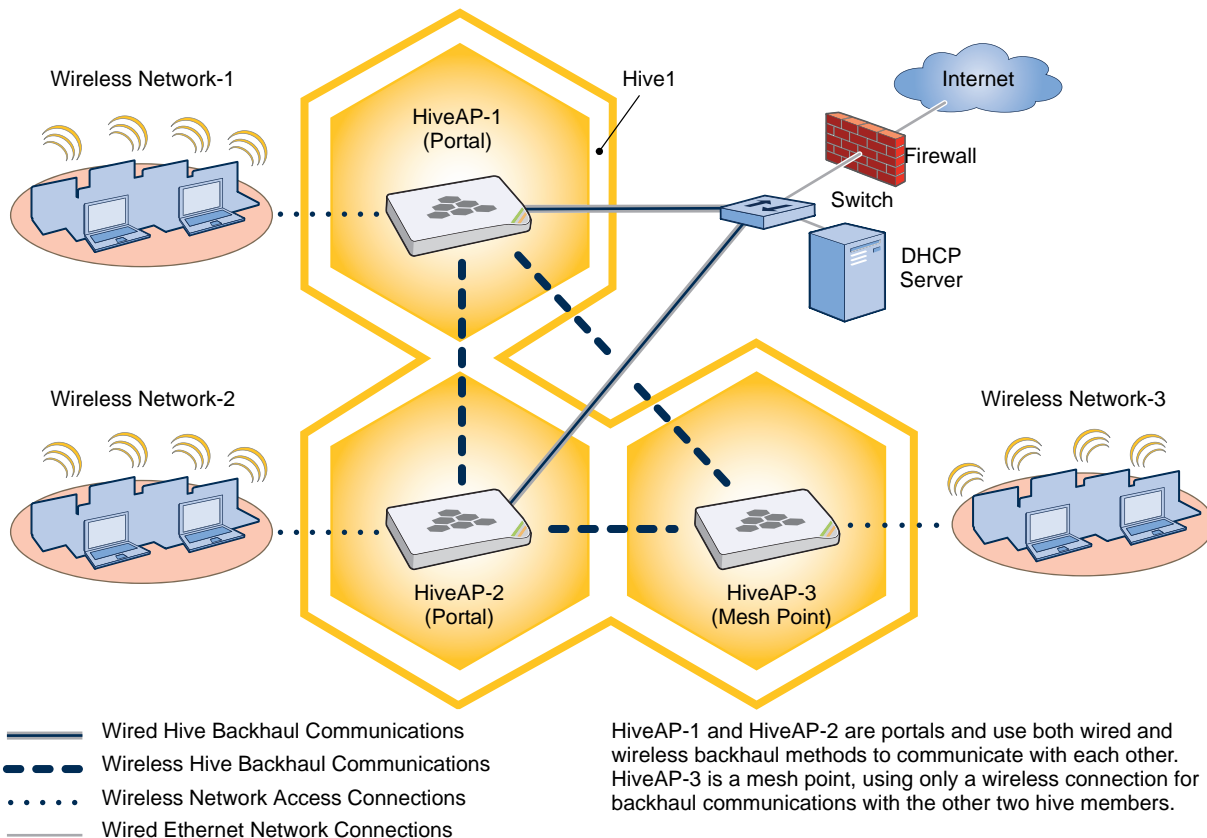 Wireless Network-1
HiveAP-1
(Portal)
Hive1
Internet
Firewall
Switch
DHCP
Server
Wireless Network-2
Wireless Network-3
HiveAP-2
(Portal)
HiveAP-3
(Mesh Point)
Wired Hive Backhaul Communications
Wireless Hive Backhaul Communications
Wireless Network Access Connections
Wired Ethernet Network Connections
HiveAP-1 and HiveAP-2 are portals and use both wired and
wireless backhaul methods to communicate with each other.
HiveAP-3 is a mesh point, using only a wireless connection for
backhaul communications with the other two hive members.